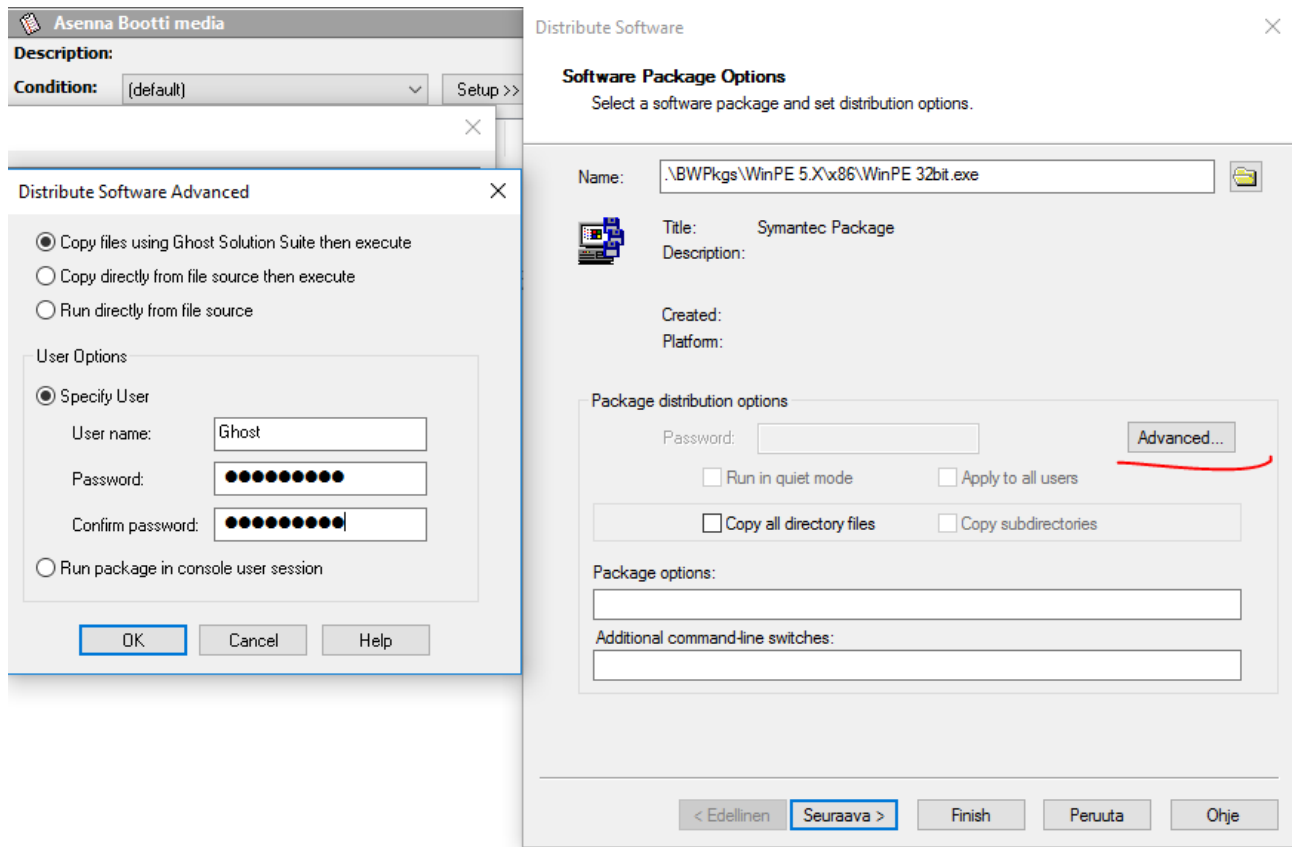 Asenna Bootti media
Description:
Condition: (default) Setup >>
Distribute Software Advanced
Copy files using Ghost Solution Suite then execute
Copy directly from file source then execute
Run directly from file source
User Options
Specify User
User name: Ghost
Password: ●●●●●●●●●
Confirm password: ●●●●●●●●●
Run package in console user session
OK Cancel Help
Distribute Software
Software Package Options
Select a software package and set distribution options.
Name: .\BWPkgs\WinPE 5.X\x86\WinPE 32bit.exe
Title: Symantec Package
Description:
Created:
Platform:
Package distribution options
Password: Advanced...
Run in quiet mode Apply to all users
Copy all directory files Copy subdirectories
Package options:
Additional command-line switches:
< Edellinen Seuraava > Finish Peruuta Ohje